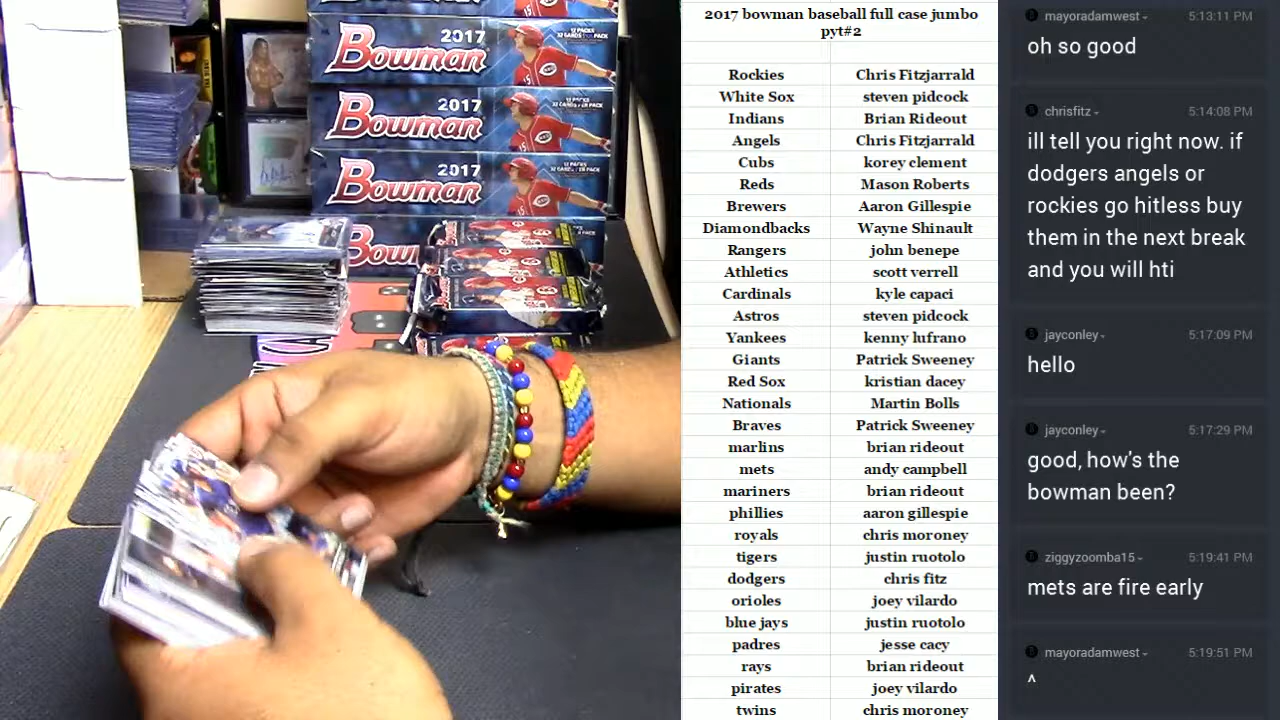 2017
Bowman
12 PACKS
2017
Bowman
12 PACKS
2017
Bowman
12 PACKS
Bow
2017 bowman baseball full case jumbo
pyt#2
Rockies Chris Fitzjarrald
White Sox steven pidcock
Indians Brian Rideout
Angels Chris Fitzjarrald
Cubs korey clement
Reds Mason Roberts
Brewers Aaron Gillespie
Diamondbacks Wayne Shinault
Rangers john benepe
Athletics scott verrell
Cardinals kyle capaci
Astros steven pidcock
Yankees kenny lufrano
Giants Patrick Sweeney
Red Sox kristian dacey
Nationals Martin Bolls
Braves Patrick Sweeney
marlins brian rideout
mets andy campbell
mariners brian rideout
phillies aaron gillespie
royals chris moroney
tigers justin ruotolo
dodgers chris fitz
orioles joey vilardo
blue jays justin ruotolo
padres jesse cacy
rays brian rideout
pirates joey vilardo
twins chris moroney
mayoradamwest 5:13:11 PM
oh so good
chrisfitz 5:14:08 PM
ill tell you right now. if
dodgers angels or
rockies go hitless buy
them in the next break
and you will hti
jayconley 5:17:09 PM
hello
jayconley 5:17:29 PM
good, how's the
bowman been?
ziggyzoomba15 5:19:41 PM
mets are fire early
mayoradamwest 5:19:51 PM
^